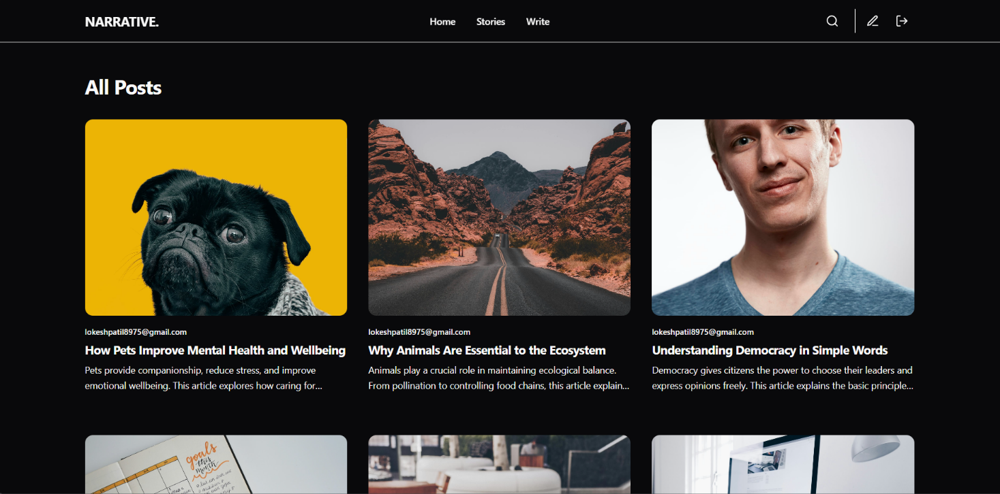 NARRATIVE.
Home Stories Write
All Posts
lokeshpatil8975@gmail.com
How Pets Improve Mental Health and Wellbeing
Pets provide companionship, reduce stress, and improve
emotional wellbeing. This article explores how caring for...
lokeshpatil8975@gmail.com
Why Animals Are Essential to the Ecosystem
Animals play a crucial role in maintaining ecological balance.
From pollination to controlling food chains, this article explain...
lokeshpatil8975@gmail.com
Understanding Democracy in Simple Words
Democracy gives citizens the power to choose their leaders and
express opinions freely. This article explains the basic principle...
goals
this
month